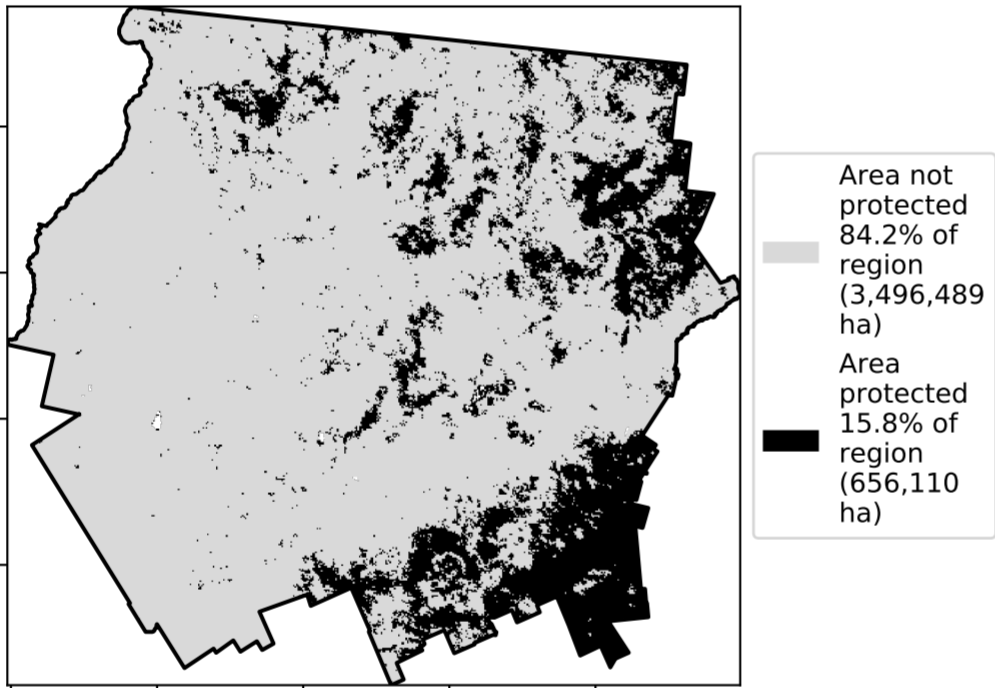 Area not
protected
84.2% of
region
(3,496,489
ha)
Area
protected
15.8% of
region
(656,110
ha)